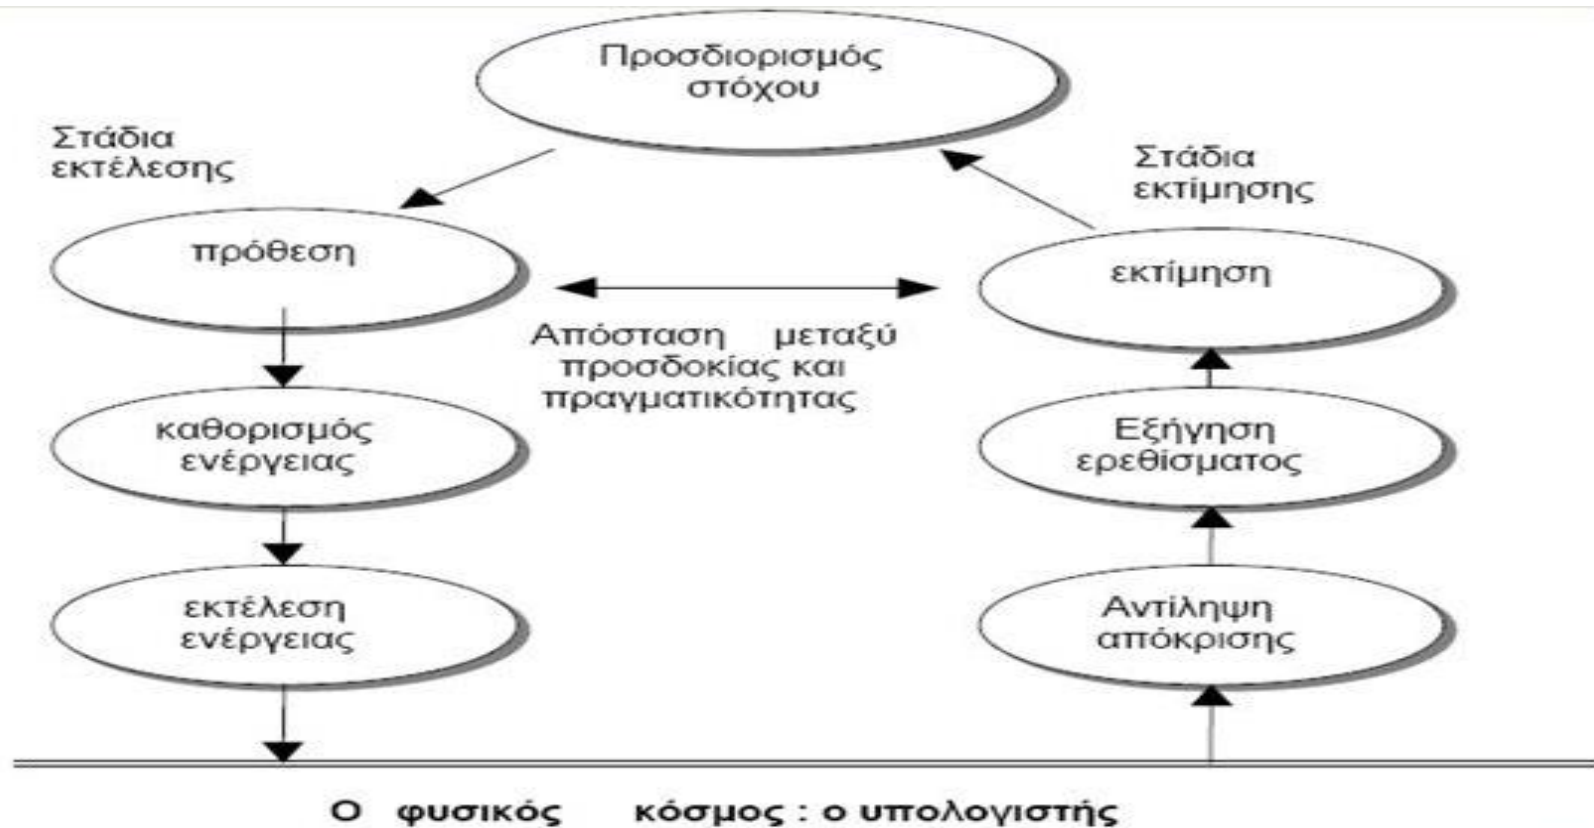 Προσδιορισμός
στόχου
Στάδια
εκτέλεσης
Στάδια
εκτίμησης
πρόθεση
εκτίμηση
Απόσταση μεταξύ
προσδοκίας και
πραγματικότητας
καθορισμός
ενέργειας
Εξήγηση
ερεθίσματος
εκτέλεση
ενέργειας
Αντίληψη
απόκρισης
Ο φυσικός κόσμος : ο υπολογιστής